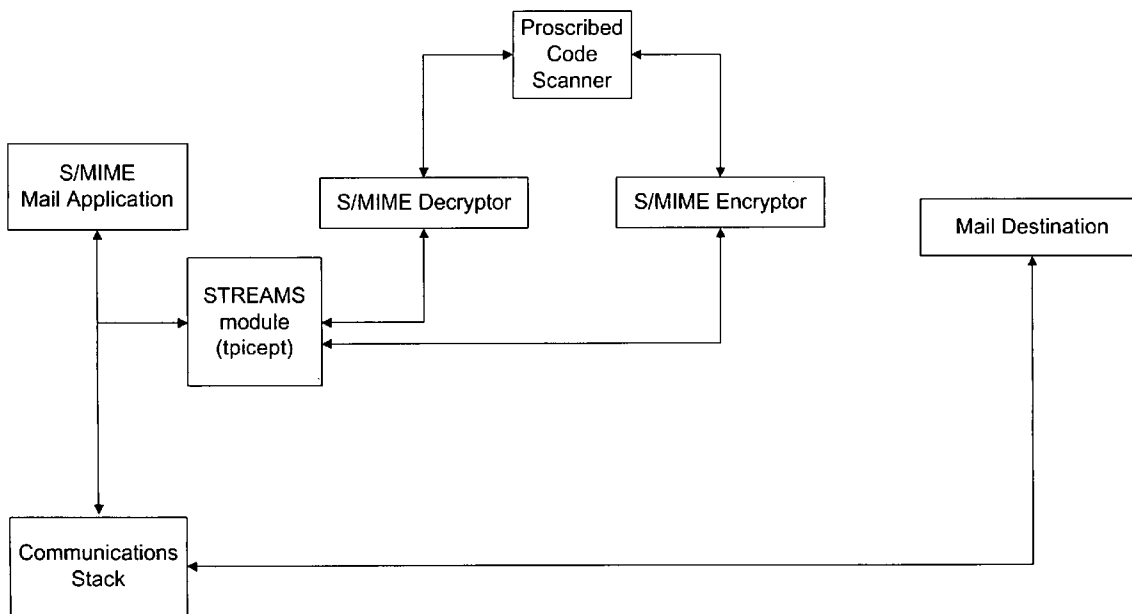 Proscribed
Code
Scanner
S/MIME
Mail Application
S/MIME Decryptor
S/MIME Encryptor
Mail Destination
STREAMS
module
(tpicept)
Communications
Stack